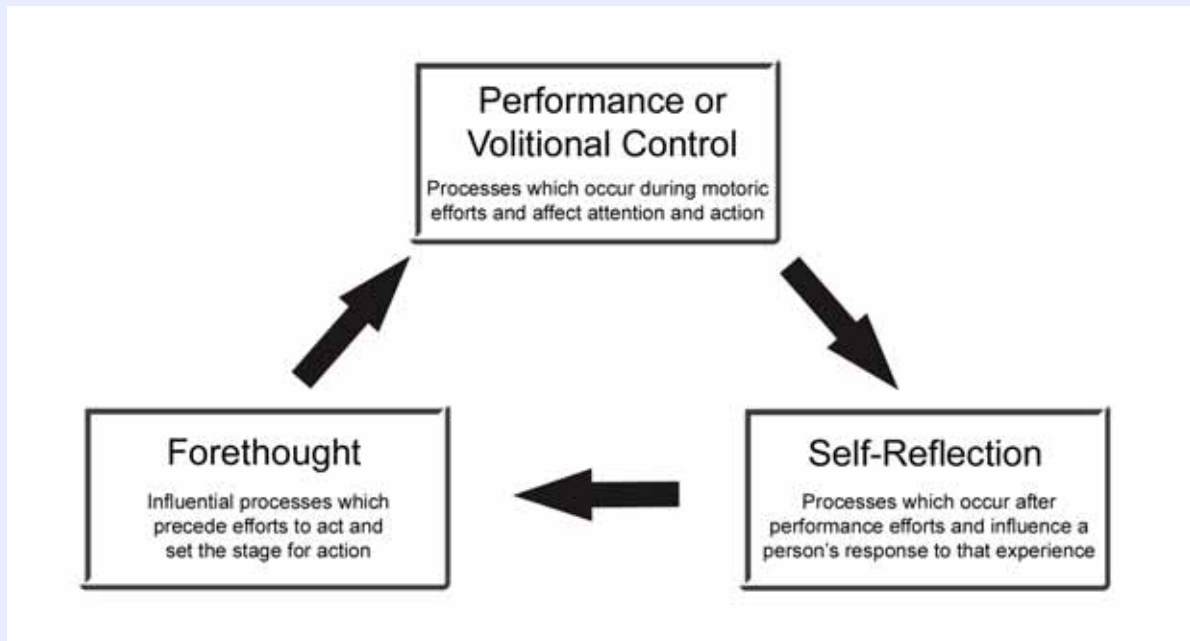 Performance or
Volitional Control
Processes which occur during motoric
efforts and affect attention and action
Forethought
Influential processes which
precede efforts to act and
set the stage for action
Self-Reflection
Processes which occur after
performance efforts and influence a
person's response to that experience